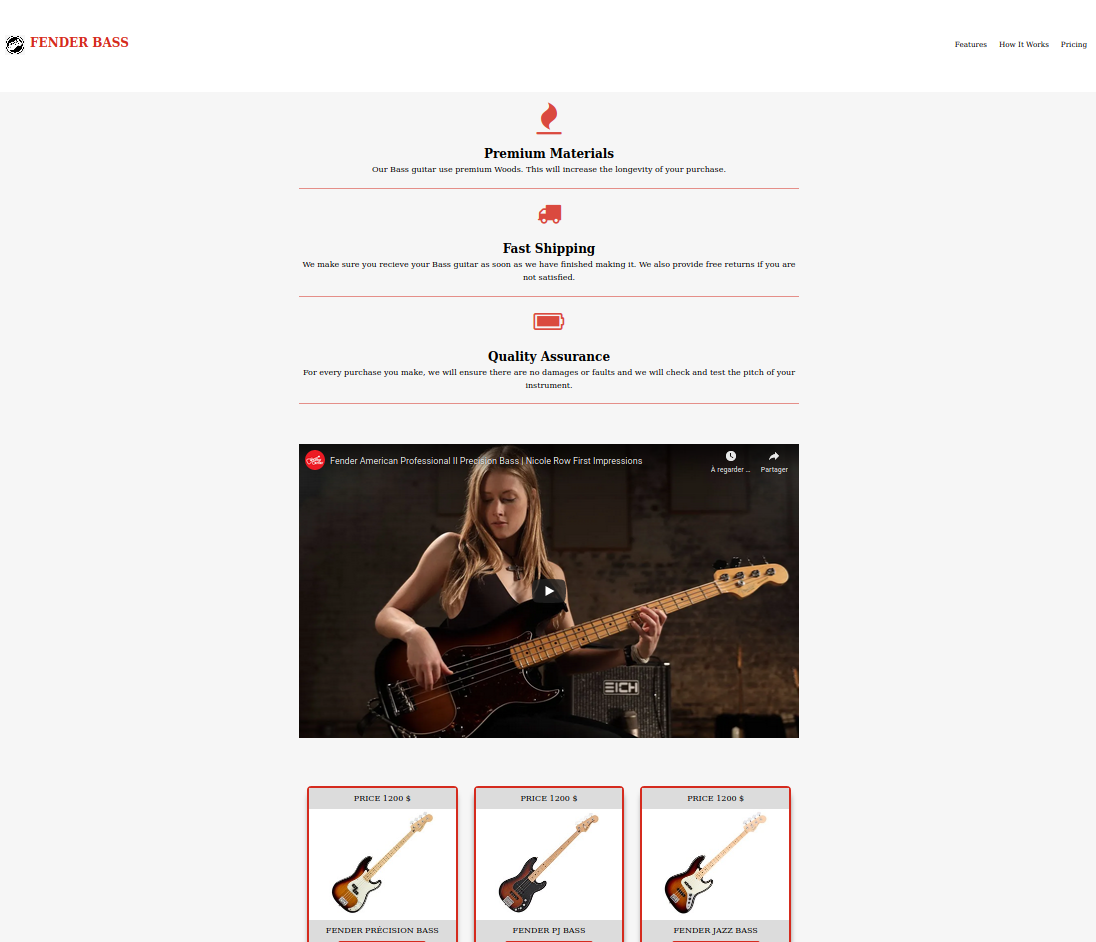 FENDER BASS
Features How It Works Pricing
Premium Materials
Our Bass guitar use premium Woods. This will increase the longevity of your purchase.
Fast Shipping
We make sure you recieve your Bass guitar as soon as we have finished making it. We also provide free returns if you are
not satisfied.
Quality Assurance
For every purchase you make, we will ensure there are no damages or faults and we will check and test the pitch of your
instrument.
Fender American Professional II Precision Bass | Nicole Row First Impressions
À regarder ... Partager
EICH
PRICE 1200 $ PRICE 1200 $ PRICE 1200 $
FENDER PRÉCISION BASS FENDER PJ BASS FENDER JAZZ BASS